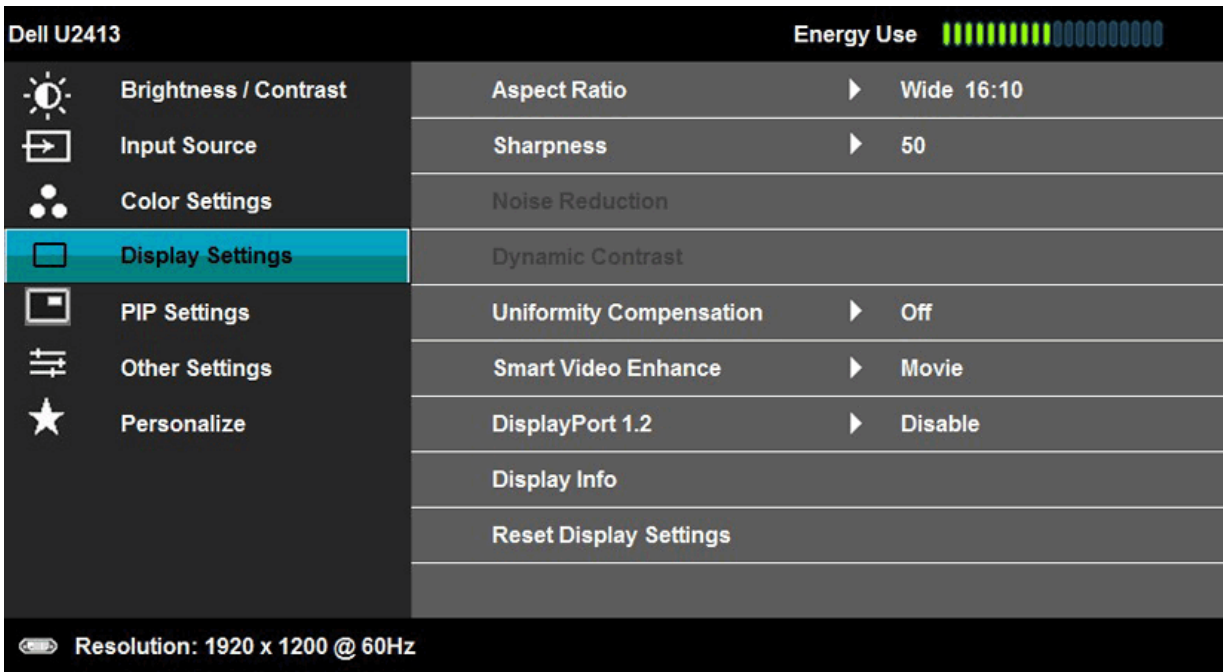 Dell U2413
Energy Use
Brightness / Contrast
Input Source
Color Settings
Display Settings
PIP Settings
Other Settings
Personalize
Aspect Ratio Wide 16:10
Sharpness 50
Noise Reduction
Dynamic Contrast
Uniformity Compensation Off
Smart Video Enhance Movie
DisplayPort 1.2 Disable
Display Info
Reset Display Settings
Resolution: 1920 x 1200 @ 60Hz